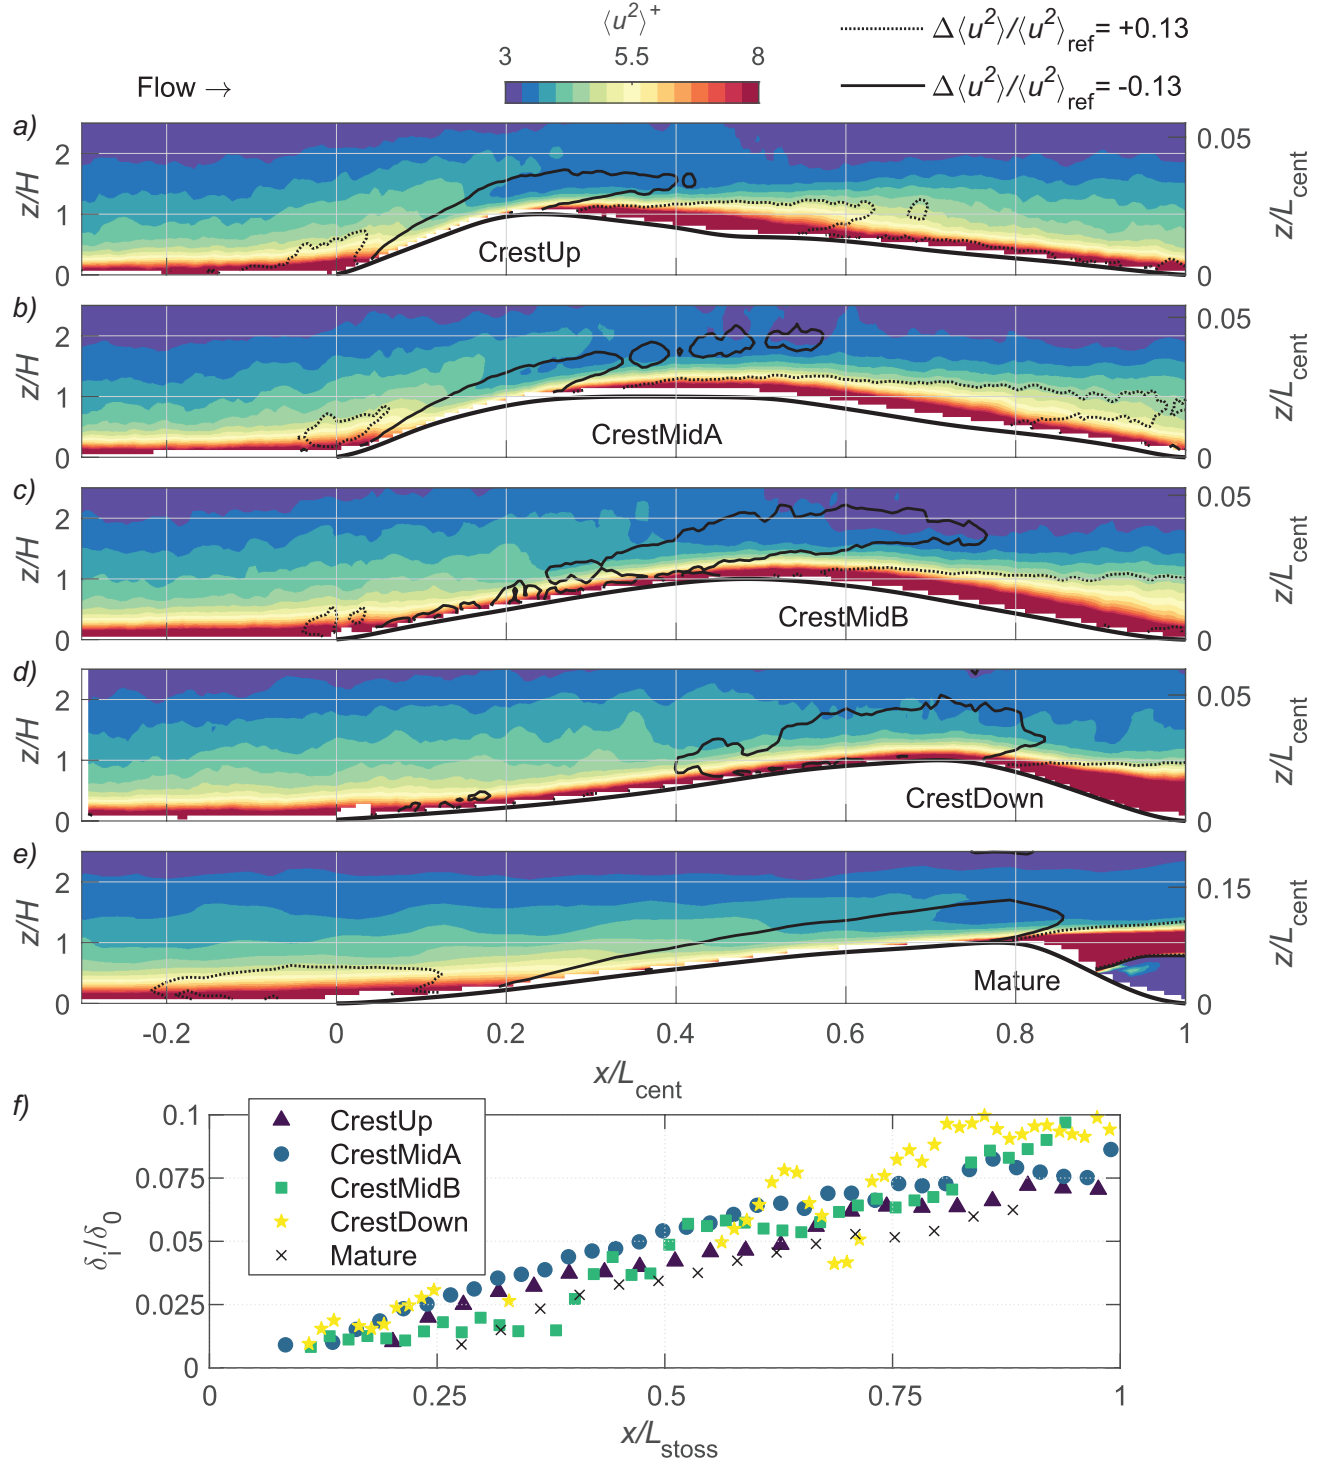 ⟨u²⟩⁺
3 5.5 8
Δ⟨u²⟩/⟨u²⟩ref= +0.13
Δ⟨u²⟩/⟨u²⟩ref= -0.13
Flow →
a)
z/H
2
1
0
CrestUp
0.05
0
z/Lcent
b)
z/H
2
1
0
CrestMidA
0.05
0
z/Lcent
c)
z/H
2
1
0
CrestMidB
0.05
0
z/Lcent
d)
z/H
2
1
0
CrestDown
0.05
0
z/Lcent
e)
z/H
2
1
0
Mature
0.15
0
z/Lcent
-0.2 0 0.2 0.4 0.6 0.8 1
x/Lcent
f)
δi/δ0
0.1
0.075
0.05
0.025
0
CrestUp
CrestMidA
CrestMidB
CrestDown
Mature
0 0.25 0.5 0.75 1
x/Lstoss